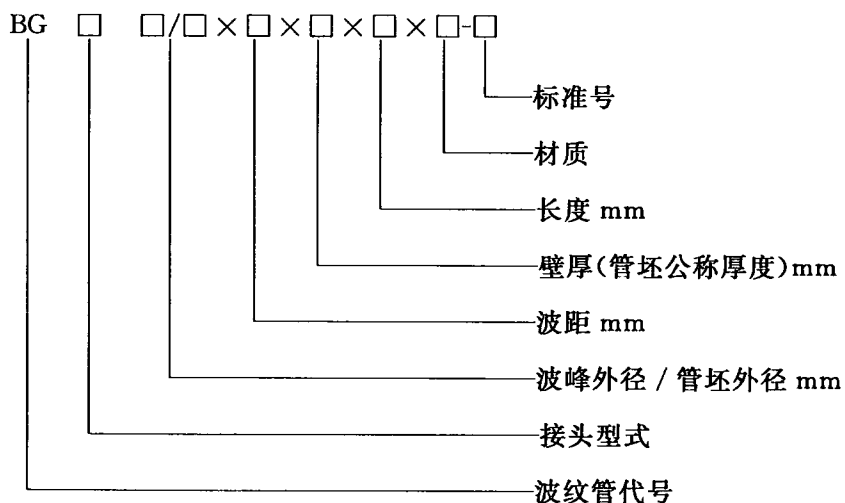 BG □ □/□×□×□×□×□-□
标准号
材质
长度 mm
壁厚(管坯公称厚度)mm
波距 mm
波峰外径 / 管坯外径 mm
接头型式
波纹管代号